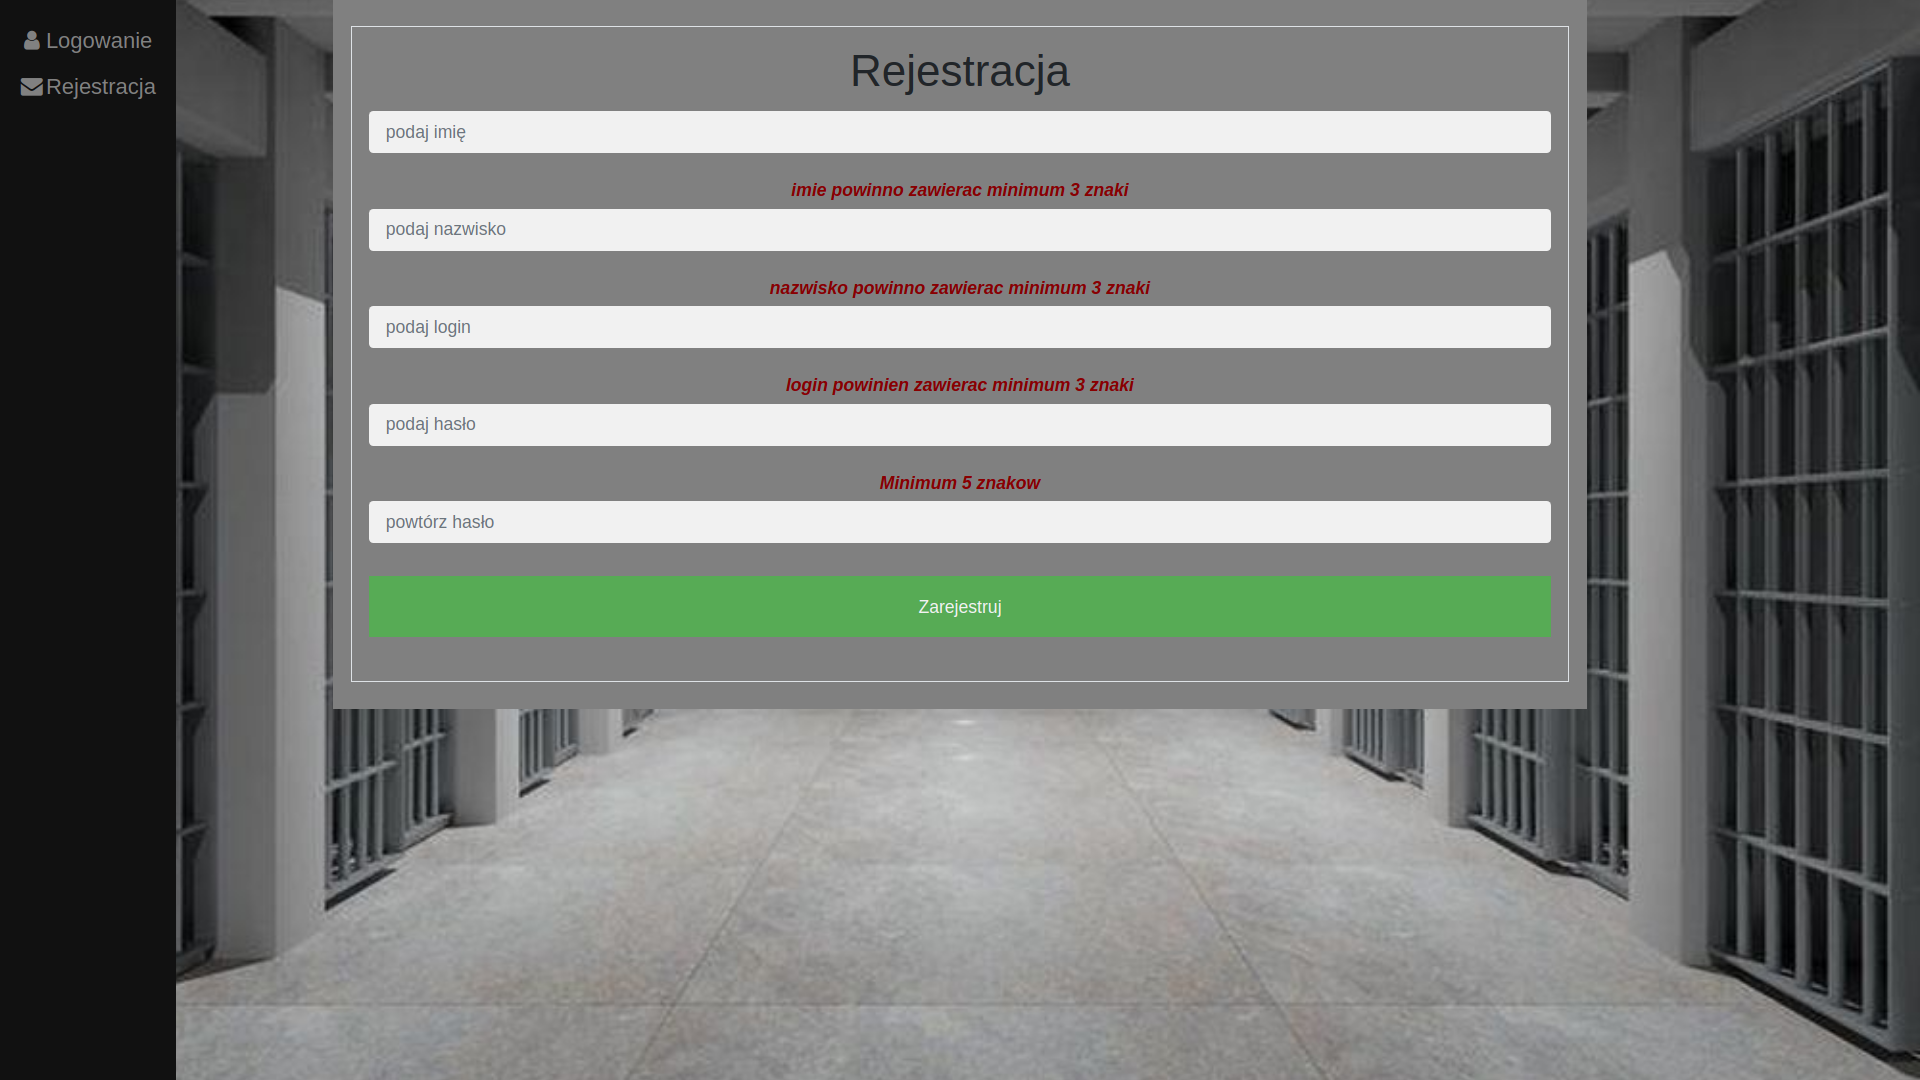 Logowanie
Rejestracja
Rejestracja
podaj imię
imie powinno zawierac minimum 3 znaki
podaj nazwisko
nazwisko powinno zawierac minimum 3 znaki
podaj login
login powinien zawierac minimum 3 znaki
podaj hasło
Minimum 5 znakow
powtórz hasło
Zarejestruj